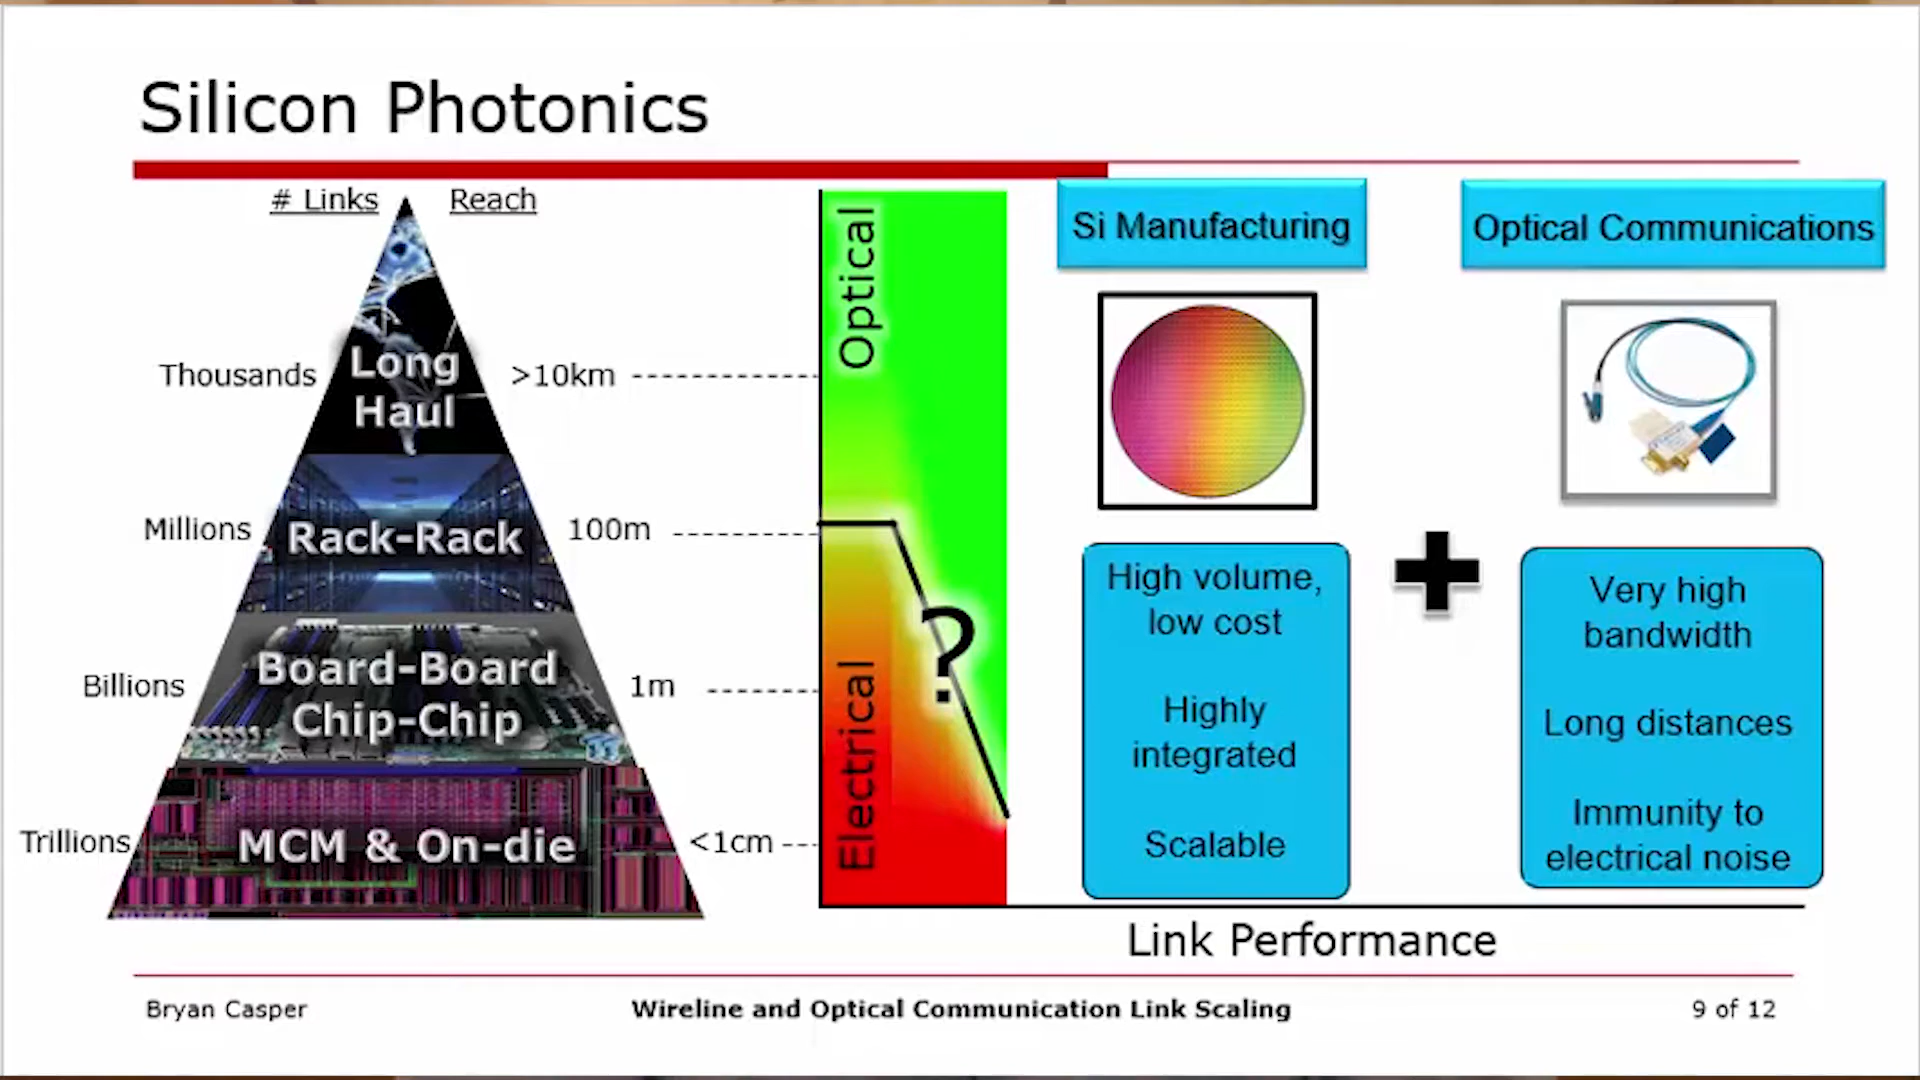 Silicon Photonics
# Links
Reach
Thousands
Long
Haul
>10km
Millions
Rack-Rack
100m
Billions
Board-Board
Chip-Chip
1m
Trillions
MCM & On-die
<1cm
Optical
?
Electrical
Si Manufacturing
High volume,
low cost
Highly
integrated
Scalable
Optical Communications
Very high
bandwidth
Long distances
Immunity to
electrical noise
Link Performance
Bryan Casper
Wireline and Optical Communication Link Scaling
9 of 12